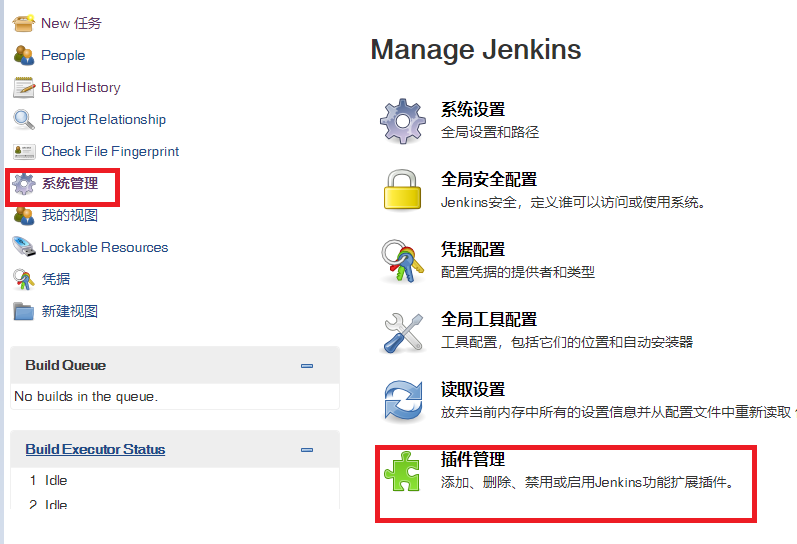 New 任务
People
Build History
Project Relationship
Check File Fingerprint
系统管理
我的视图
Lockable Resources
凭据
新建视图
Build Queue
No builds in the queue.
Build Executor Status
1 Idle
2 Idle
Manage Jenkins
系统设置
全局设置和路径
全局安全配置
Jenkins安全，定义谁可以访问或使用系统。
凭据配置
配置凭据的提供者和类型
全局工具配置
工具配置，包括它们的位置和自动安装器
读取设置
放弃当前内存中所有的设置信息并从配置文件中重新读取
插件管理
添加、删除、禁用或启用Jenkins功能扩展插件。